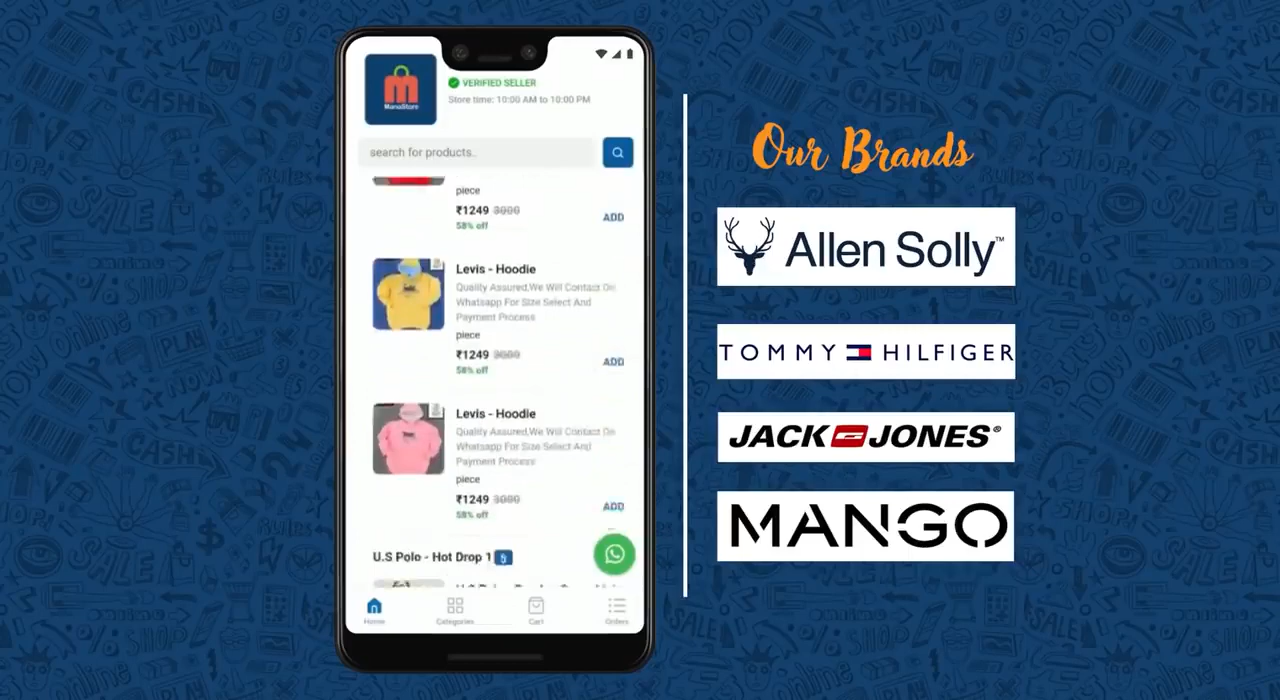 ManaStore
VERIFIED SELLER
Store time: 10:00 AM to 10:00 PM
search for products..
piece
₹1249 3000
58% off
ADD
Levis - Hoodie
Quality Assured,We Will Contact On
Whatsapp For Size Select And
Payment Process
piece
₹1249 3000
58% off
ADD
Levis - Hoodie
Quality Assured,We Will Contact On
Whatsapp For Size Select And
Payment Process
piece
₹1249 3000
58% off
ADD
U.S Polo - Hot Drop 1
Home
Categories
Cart
Orders
Our Brands
Allen Solly™
TOMMY HILFIGER
JACK JONES®
MANGO